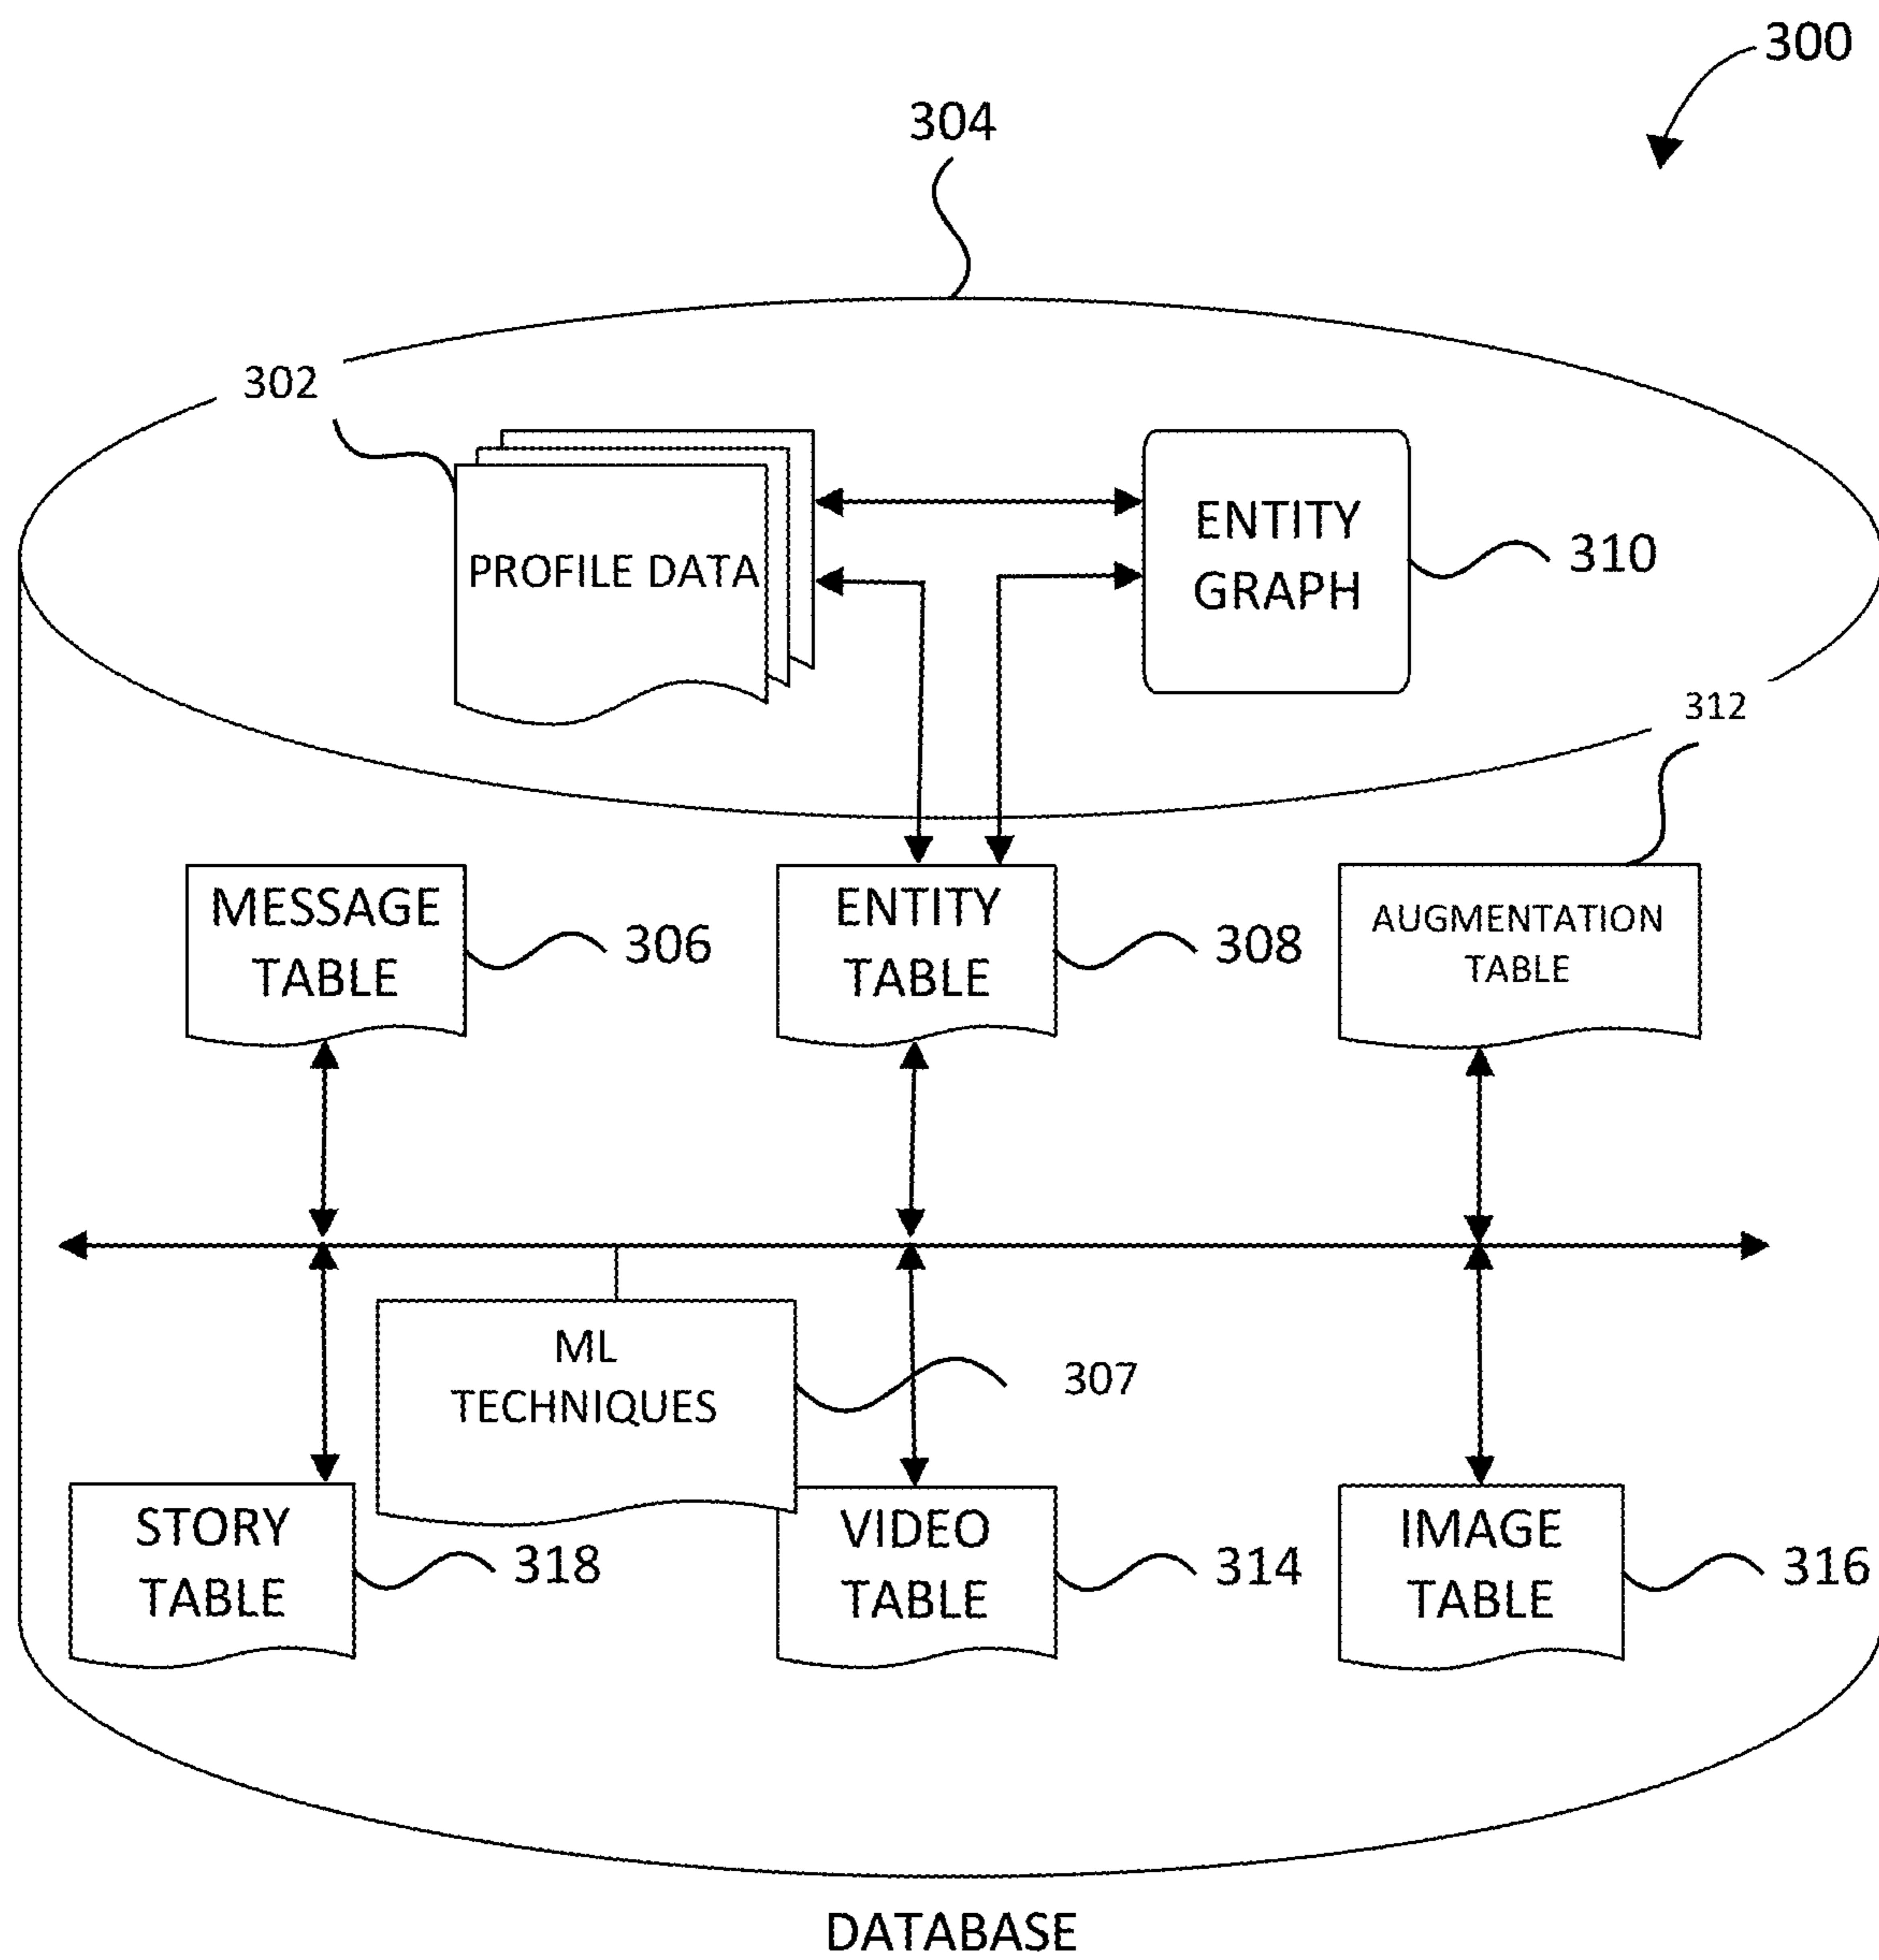 300
304
302
PROFILE DATA
ENTITY
GRAPH
310
312
MESSAGE
TABLE
306
ENTITY
TABLE
308
AUGMENTATION
TABLE
ML
TECHNIQUES
307
STORY
TABLE
318
VIDEO
TABLE
314
IMAGE
TABLE
316
DATABASE